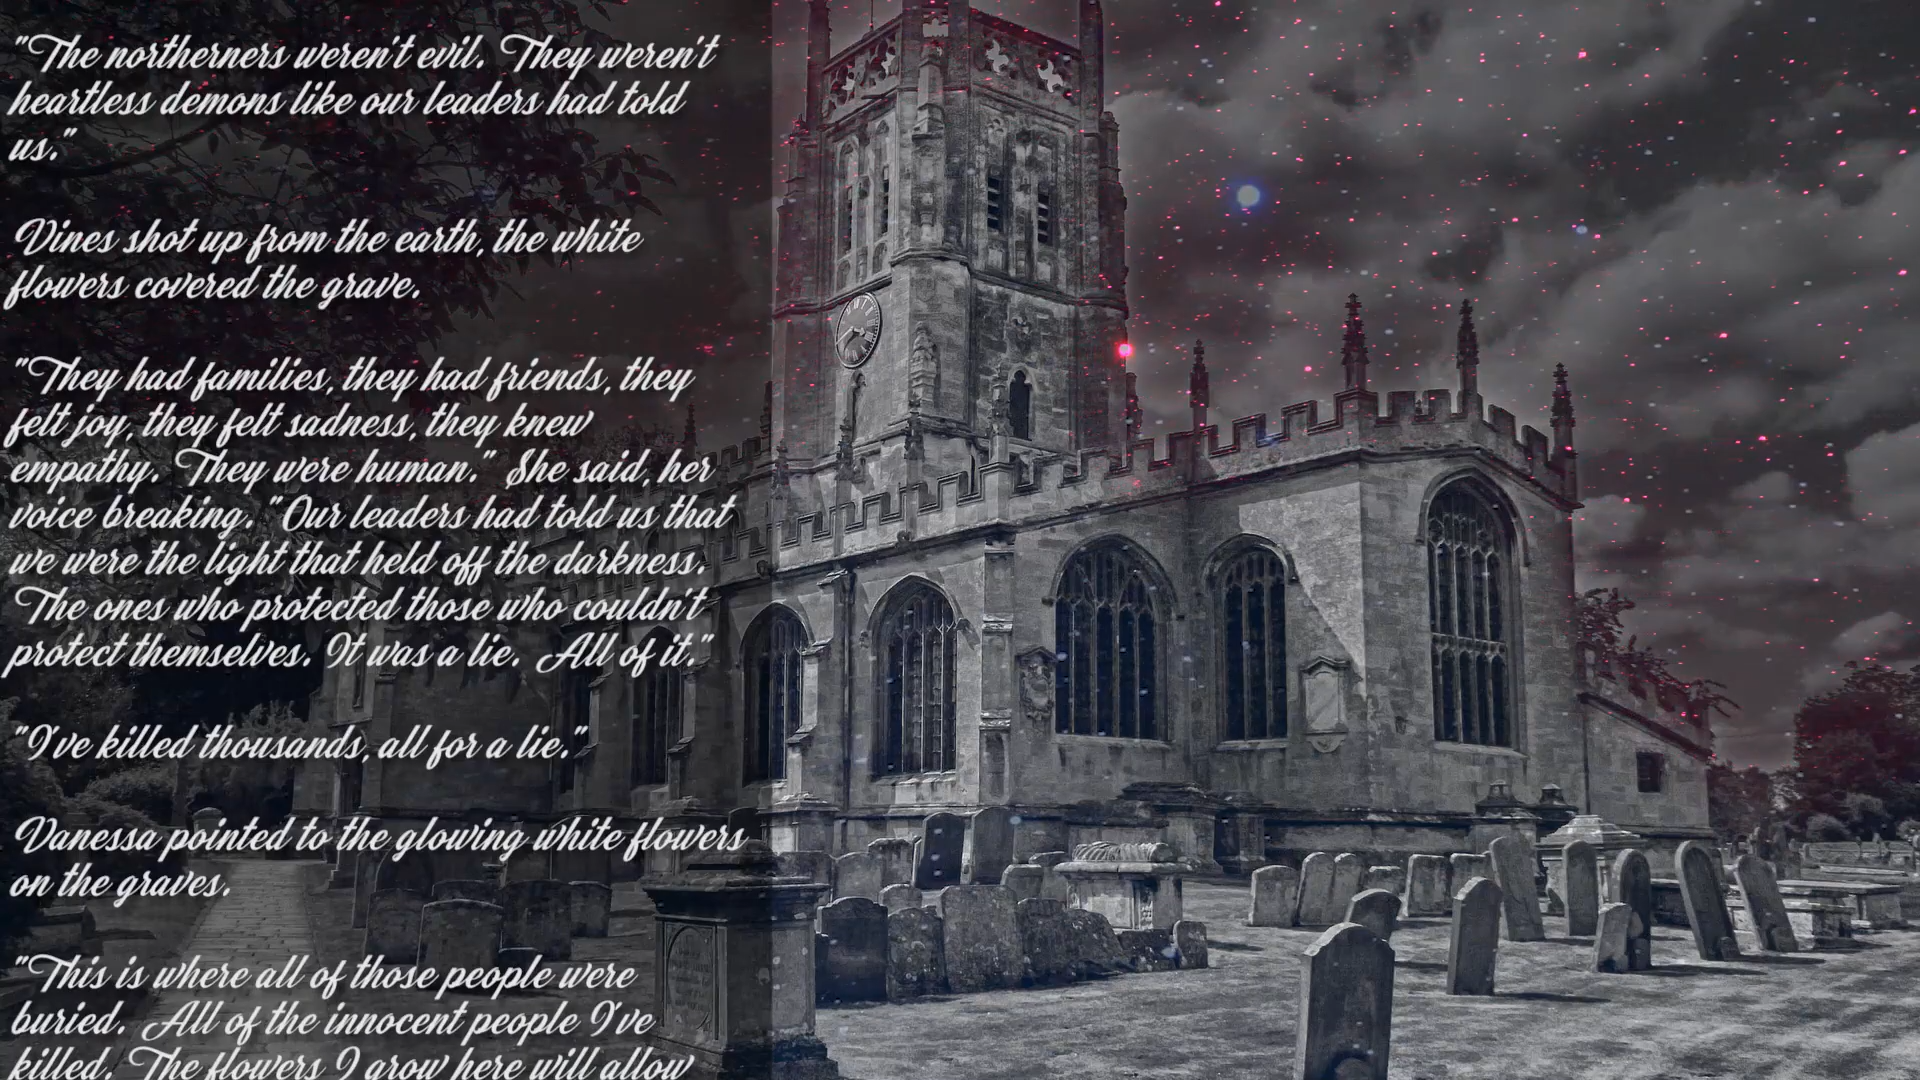 "The northerners weren't evil. They weren't
heartless demons like our leaders had told
us."
Vines shot up from the earth, the white
flowers covered the grave.
"They had families, they had friends, they
felt joy, they felt sadness, they knew
empathy. They were human." She said, her
voice breaking. "Our leaders had told us that
we were the light that held off the darkness.
The ones who protected those who couldn't
protect themselves. It was a lie. All of it."
"I've killed thousands, all for a lie."
Vanessa pointed to the glowing white flowers
on the graves.
"This is where all of those people were
buried. All of the innocent people I've
killed. The flowers I grow here will allow